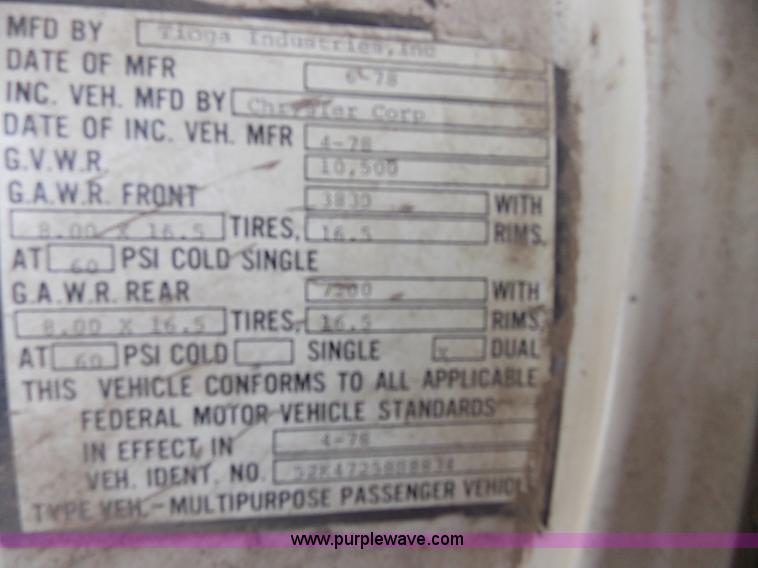 MFD BY Tioga Industries, Inc
DATE OF MFR 6-78
INC. VEH. MFD BY Chrysler Corp
DATE OF INC. VEH. MFR 4-78
G.V.W.R 10,500
G.A.W.R. FRONT 3830 WITH
8.00 X 16.5 TIRES, 16.5 RIMS,
AT 60 PSI COLD SINGLE
G.A.W.R. REAR 7200 WITH
8.00 X 16.5 TIRES, 16.5 RIMS,
AT 60 PSI COLD SINGLE x DUAL
THIS VEHICLE CONFORMS TO ALL APPLICABLE
FEDERAL MOTOR VEHICLE STANDARDS
IN EFFECT IN 4-78
VEH. IDENT. NO.
TYPE VEH.-MULTIPURPOSE PASSENGER VEHICL
www.purplewave.com